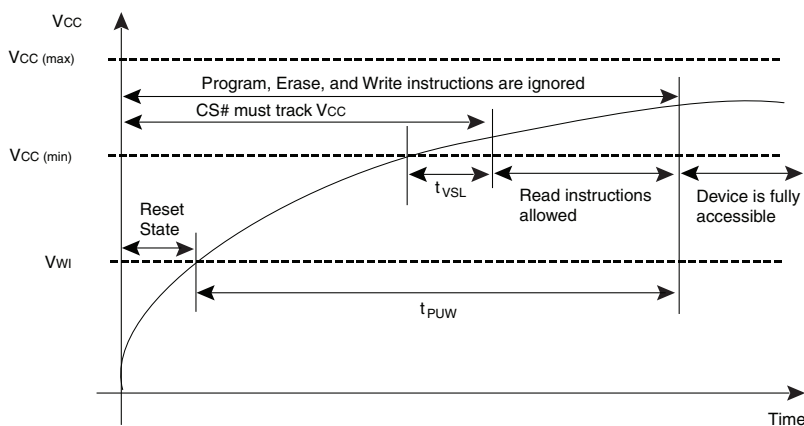 VCC
VCC (max)
Program, Erase, and Write instructions are ignored
CS# must track VCC
VCC (min)
tVSL
Read instructions
allowed
Device is fully
accessible
Reset
State
VWI
tPUW
Time